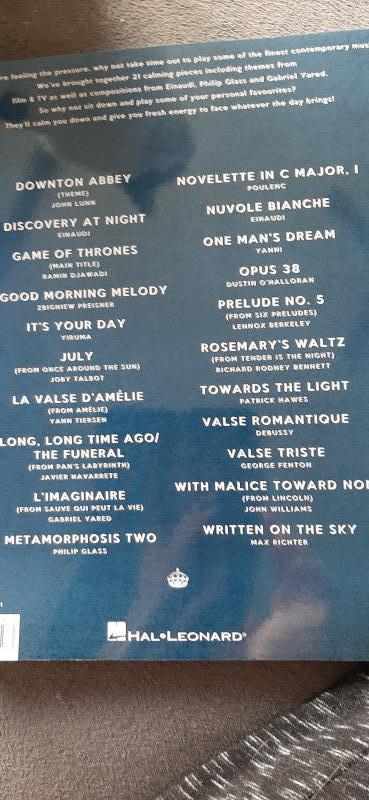 feeling the pressure, why not take time out to play some of the finest contemporary
We've brought together 21 calming pieces including themes from
film & TV as well as compositions from Einaudi, Philip Glass and Gabriel Yared.
So why not sit down and play some of your personal favourites?
They'll calm you down and give you fresh energy to face whatever the day brings!
DOWNTON ABBEY
(THEME)
JOHN LUNN
DISCOVERY AT NIGHT
EINAUDI
GAME OF THRONES
(MAIN TITLE)
RAMIN DJAWADI
GOOD MORNING MELODY
ZBIGNIEW PREISNER
IT'S YOUR DAY
YIRUMA
JULY
(FROM ONCE AROUND THE SUN)
JOBY TALBOT
LA VALSE D'AMÉLIE
(FROM AMÉLIE)
YANN TIERSEN
LONG, LONG TIME AGO/
THE FUNERAL
(FROM PAN'S LABYRINTH)
JAVIER NAVARRETE
L'IMAGINAIRE
(FROM SAUVE QUI PEUT LA VIE)
GABRIEL YARED
METAMORPHOSIS TWO
PHILIP GLASS
NOVELETTE IN C MAJOR, I
POULENC
NUVOLE BIANCHE
EINAUDI
ONE MAN'S DREAM
YANNI
OPUS 38
DUSTIN O'HALLORAN
PRELUDE NO. 5
(FROM SIX PRELUDES)
LENNOX BERKELEY
ROSEMARY'S WALTZ
(FROM TENDER IS THE NIGHT)
RICHARD RODNEY BENNETT
TOWARDS THE LIGHT
PATRICK HAWES
VALSE ROMANTIQUE
DEBUSSY
VALSE TRISTE
GEORGE FENTON
WITH MALICE TOWARD
(FROM LINCOLN)
JOHN WILLIAMS
WRITTEN ON THE SKY
MAX RICHTER
HAL•LEONARD®